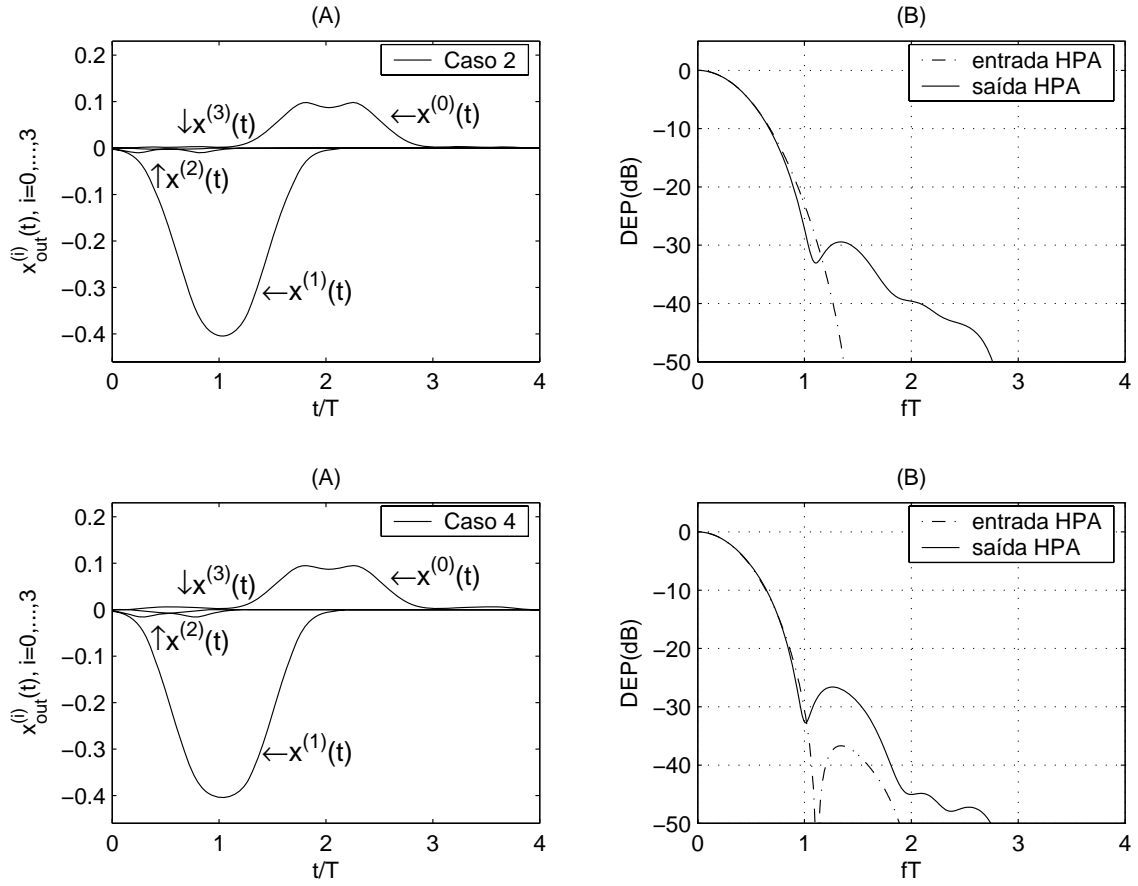 (A)
0.2
0.1
0
−0.1
−0.2
−0.3
−0.4
0 1 2 3 4
t/T
x_out^(i)(t), i=0,...,3
Caso 2
↓x^(3)(t)
←x^(0)(t)
↑x^(2)(t)
←x^(1)(t)
(B)
0
−10
−20
−30
−40
−50
0 1 2 3 4
fT
DEP(dB)
entrada HPA
saída HPA
(A)
0.2
0.1
0
−0.1
−0.2
−0.3
−0.4
0 1 2 3 4
t/T
x_out^(i)(t), i=0,...,3
Caso 4
↓x^(3)(t)
←x^(0)(t)
↑x^(2)(t)
←x^(1)(t)
(B)
0
−10
−20
−30
−40
−50
0 1 2 3 4
fT
DEP(dB)
entrada HPA
saída HPA